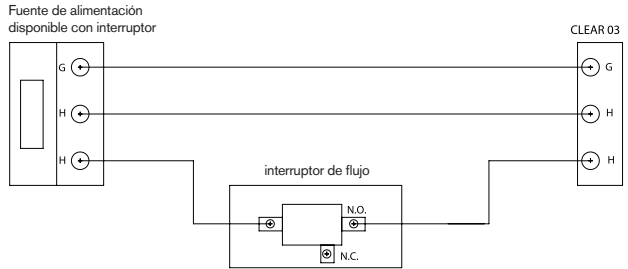 Fuente de alimentación
disponible con interruptor
CLEAR 03
G
G
H
H
H
H
interruptor de flujo
N.O.
N.C.